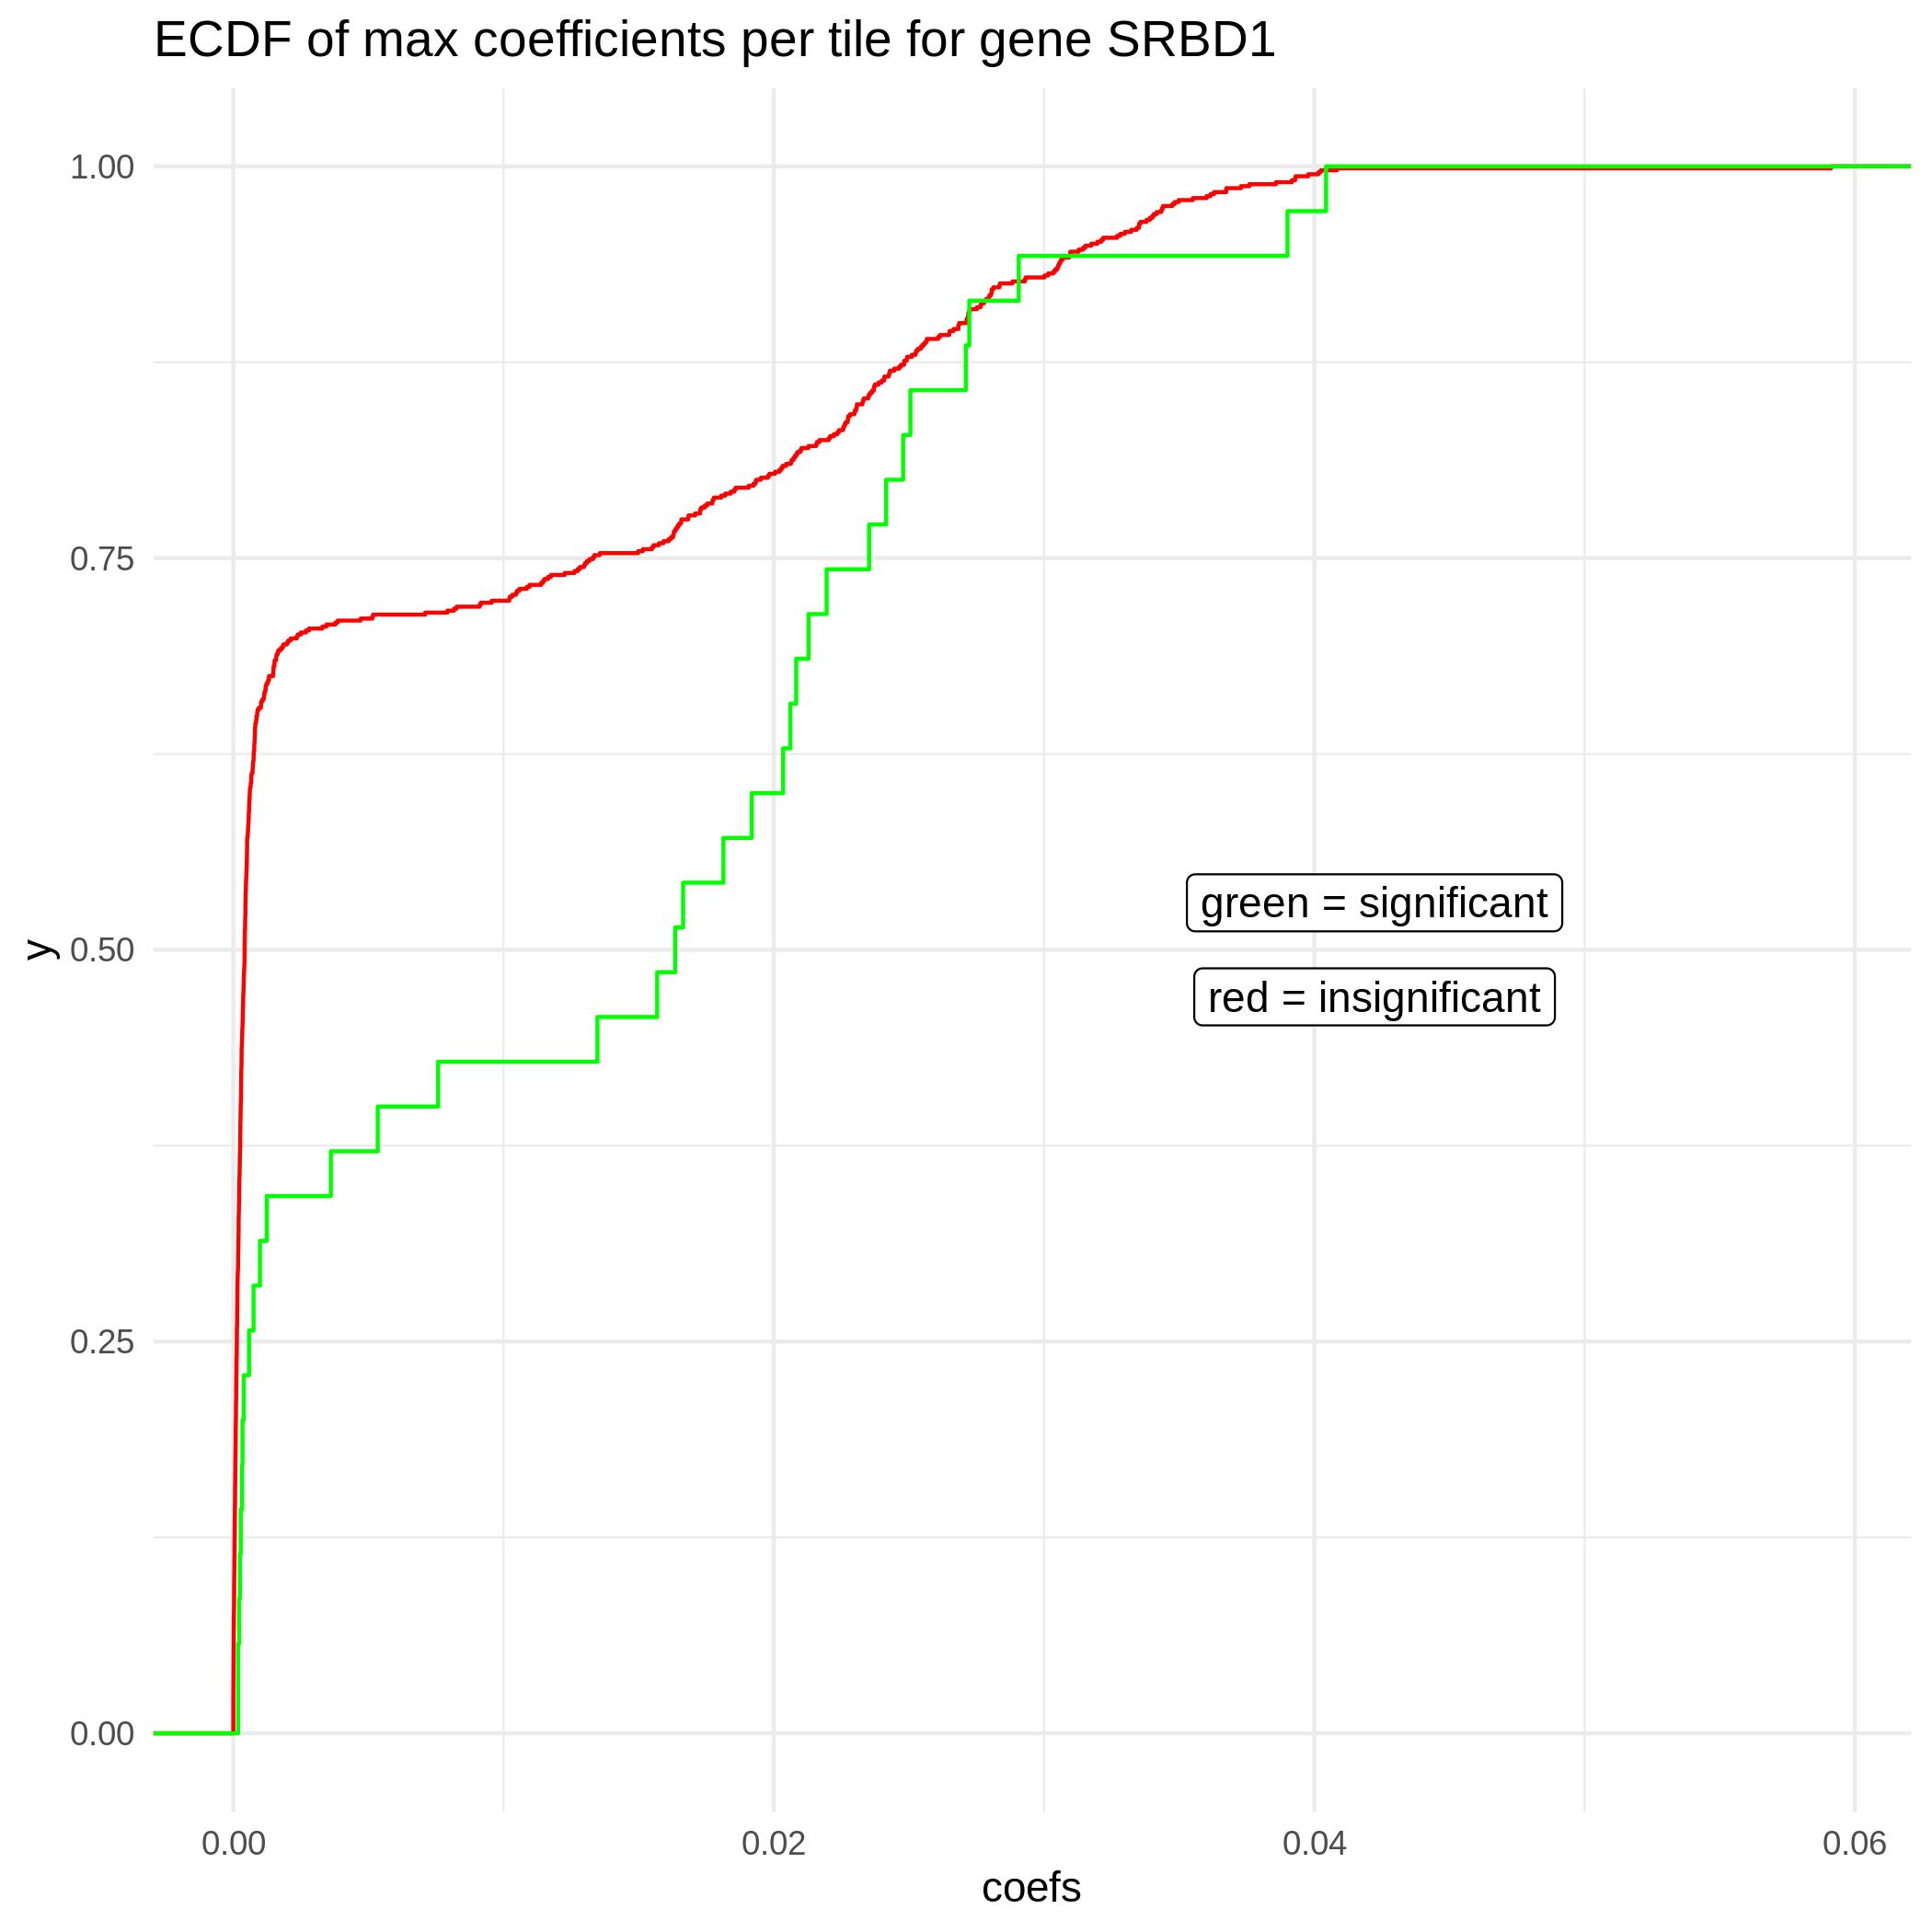 ECDF of max coefficients per tile for gene SRBD1
1.00
0.75
0.50
0.25
0.00
y
green = significant
red = insignificant
0.00 0.02 0.04 0.06
coefs